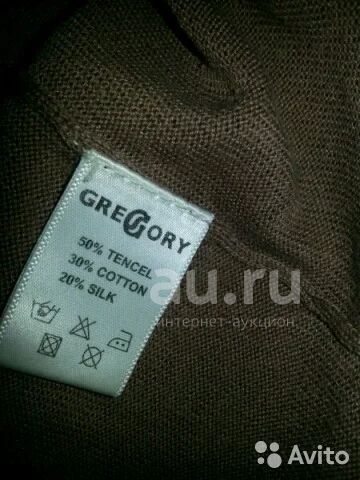 GREGORY
50% TENCEL
30% COTTON
20% SILK
au.ru
интернет-аукцион
Avito